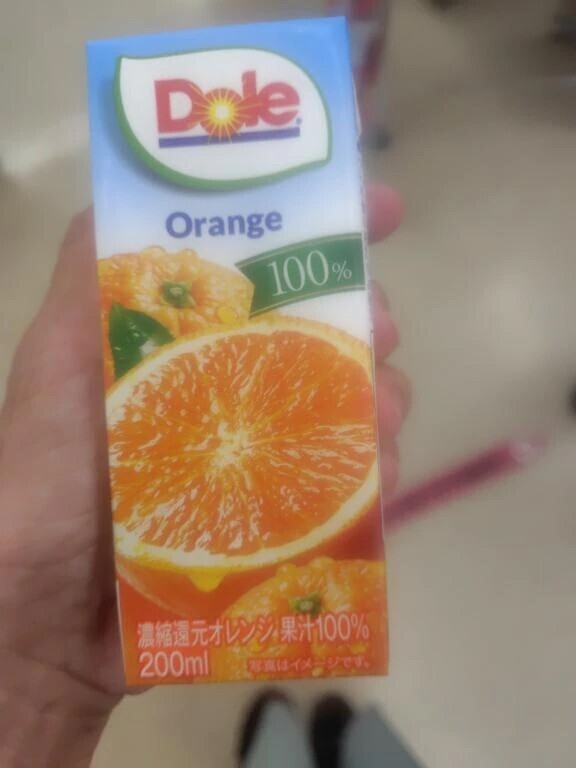 Dole
Orange
100%
濃縮還元オレンジ 果汁100%
200ml
写真はイメージです。